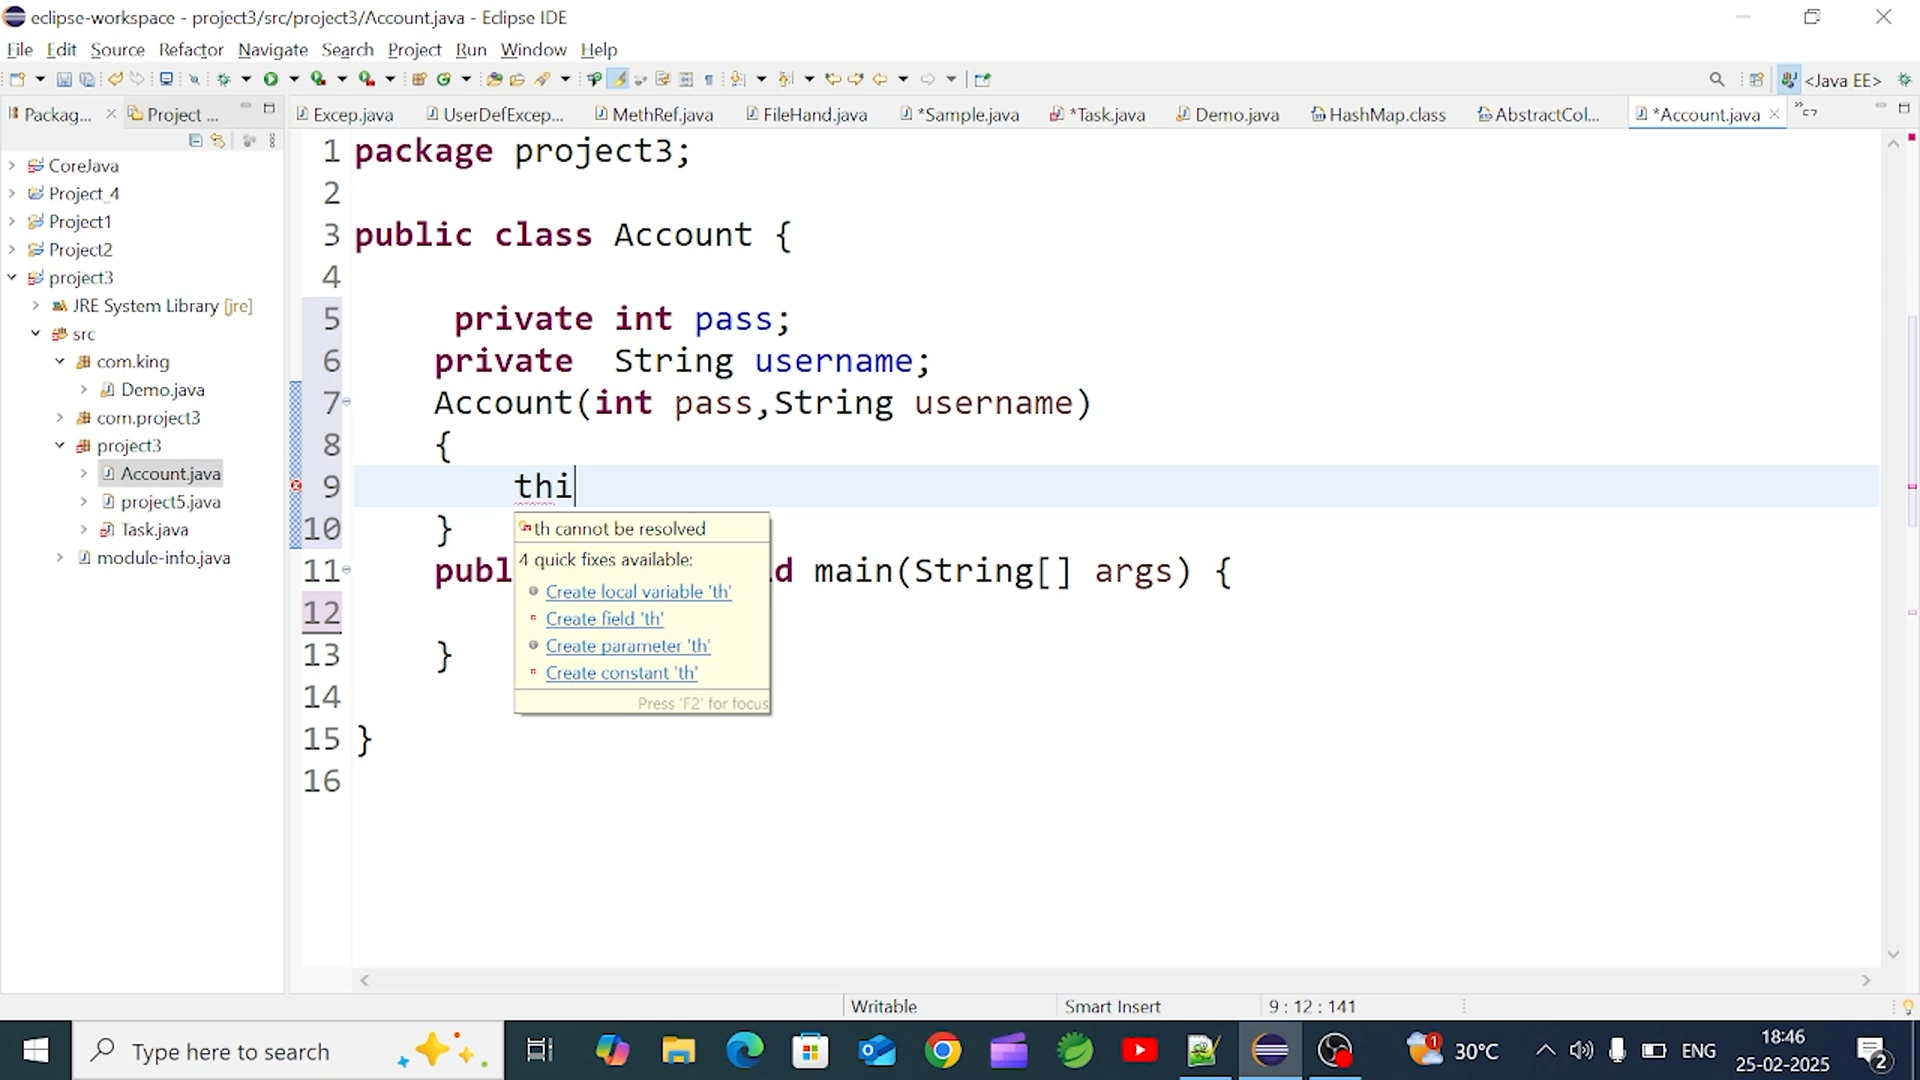 eclipse-workspace - project3/src/project3/Account.java - Eclipse IDE
File Edit Source Refactor Navigate Search Project Run Window Help
<Java EE>
Packag... Project ...
Excep.java UserDefExcep... MethRef.java FileHand.java *Sample.java *Task.java Demo.java HashMap.class AbstractCol... *Account.java
CoreJava
Project_4
Project1
Project2
project3
JRE System Library [jre]
src
com.king
Demo.java
com.project3
project3
Account.java
project5.java
Task.java
module-info.java
1 package project3;
2
3 public class Account {
4
5 private int pass;
6 private  String username;
7 Account(int pass,String username)
8 {
9 thi
10 }
11 publ d main(String[] args) {
12
13 }
14
15 }
16
th cannot be resolved
4 quick fixes available:
Create local variable 'th'
Create field 'th'
Create parameter 'th'
Create constant 'th'
Press 'F2' for focus
Writable Smart Insert 9 : 12 : 141
Type here to search
1 30°C ENG 18:46
25-02-2025 2